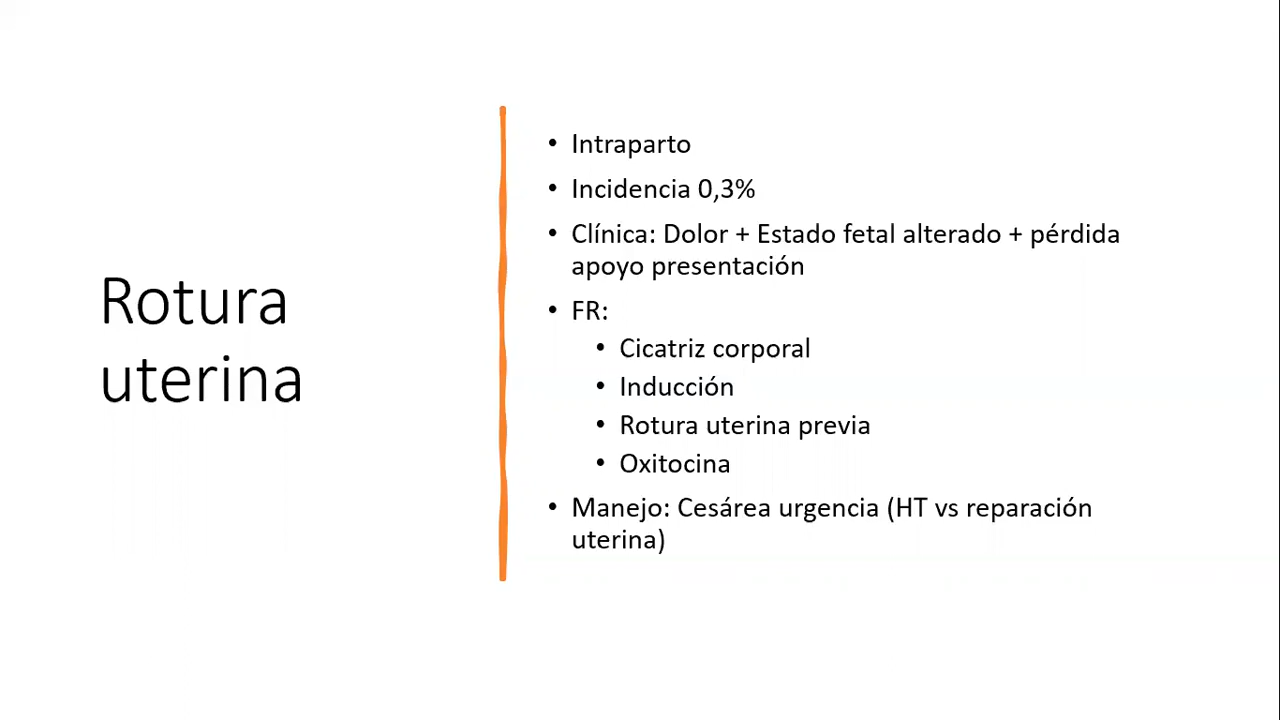 Rotura
uterina
• Intraparto
• Incidencia 0,3%
• Clínica: Dolor + Estado fetal alterado + pérdida
apoyo presentación
• FR:
• Cicatriz corporal
• Inducción
• Rotura uterina previa
• Oxitocina
• Manejo: Cesárea urgencia (HT vs reparación
uterina)